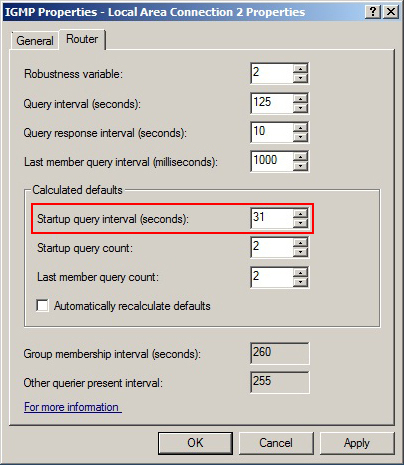 IGMP Properties - Local Area Connection 2 Properties
General
Router
Robustness variable: 2
Query interval (seconds): 125
Query response interval (seconds): 10
Last member query interval (milliseconds): 1000
Calculated defaults
Startup query interval (seconds): 31
Startup query count: 2
Last member query count: 2
Automatically recalculate defaults
Group membership interval (seconds): 260
Other querier present interval: 255
For more information
OK Cancel Apply